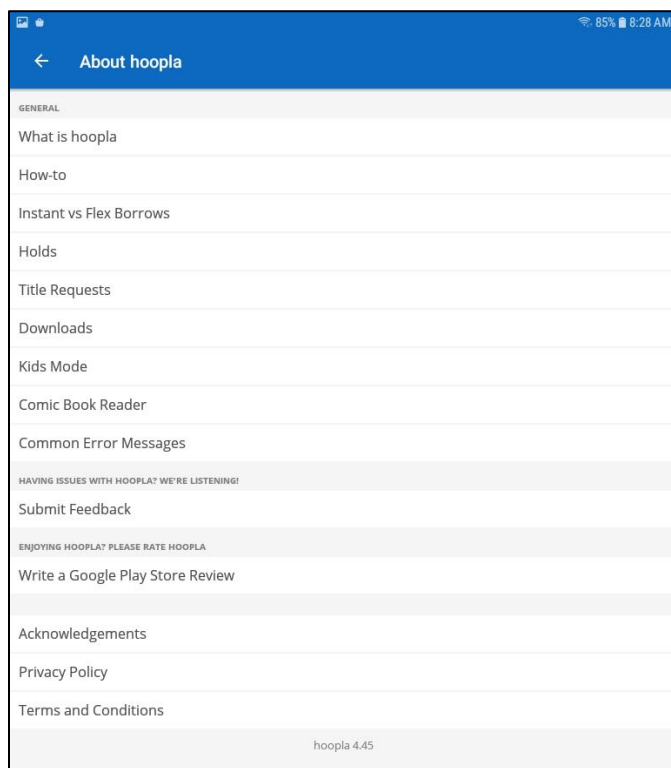 85% 8:28 AM
About hoopla
GENERAL
What is hoopla
How-to
Instant vs Flex Borrows
Holds
Title Requests
Downloads
Kids Mode
Comic Book Reader
Common Error Messages
HAVING ISSUES WITH HOOPLA? WE'RE LISTENING!
Submit Feedback
ENJOYING HOOPLA? PLEASE RATE HOOPLA
Write a Google Play Store Review
Acknowledgements
Privacy Policy
Terms and Conditions
hoopla 4.45